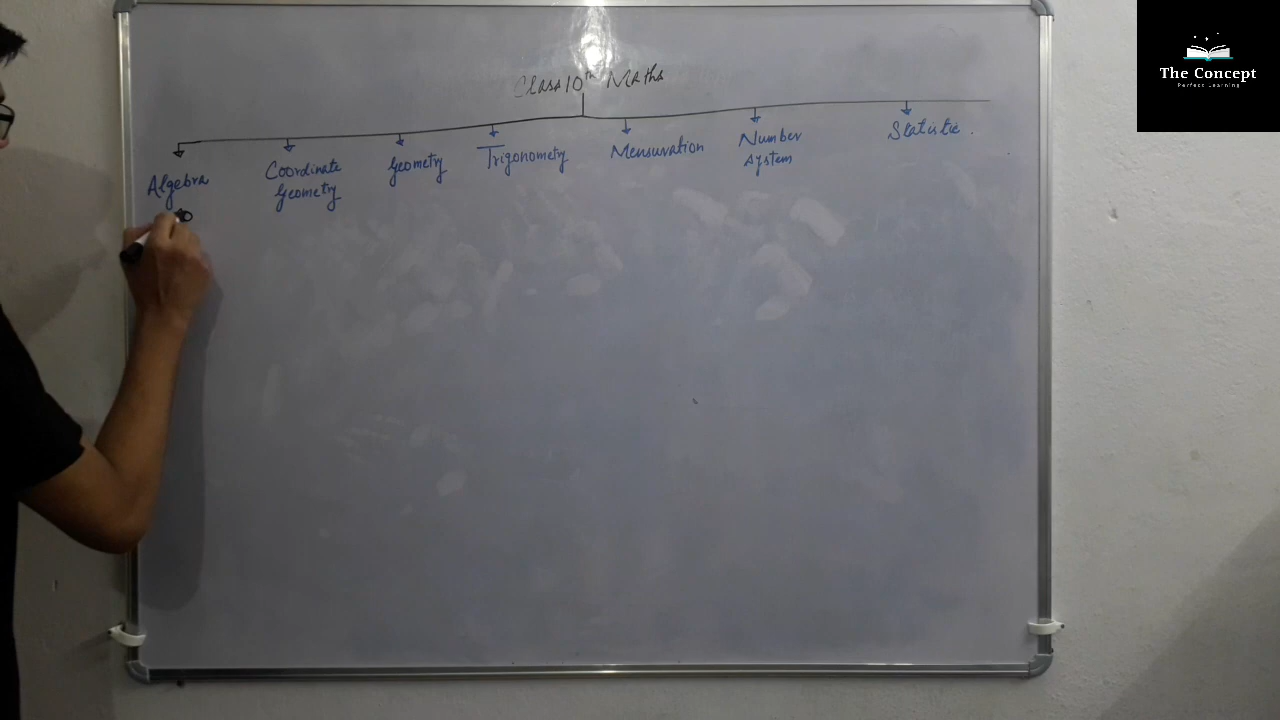 Class 10th Maths
Algebra
Coordinate
Geometry
Geometry
Trigonometry
Mensuration
Number
System
Statistic.
The Concept
Perfect Learning